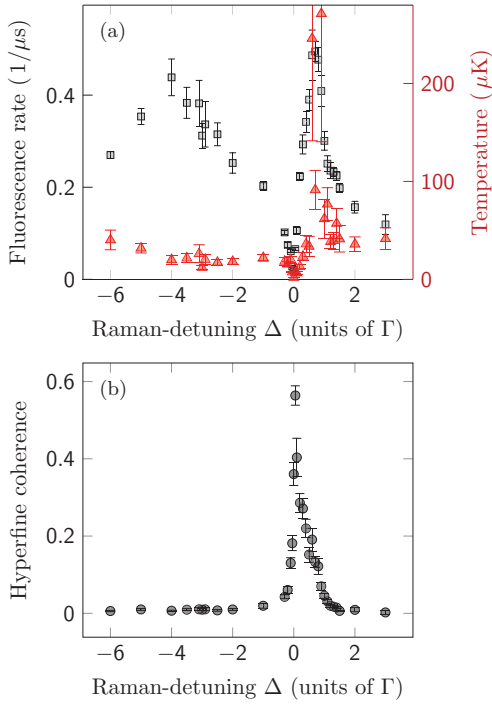 (a)
Fluorescence rate ( 1/μs)
0.4
0.2
0
200
100
0
Temperature ( μK)
−6 −4 −2 0 2
Raman-detuning Δ (units of Γ)
(b)
Hyperfine coherence
0.6
0.4
0.2
0
−6 −4 −2 0 2
Raman-detuning Δ (units of Γ)